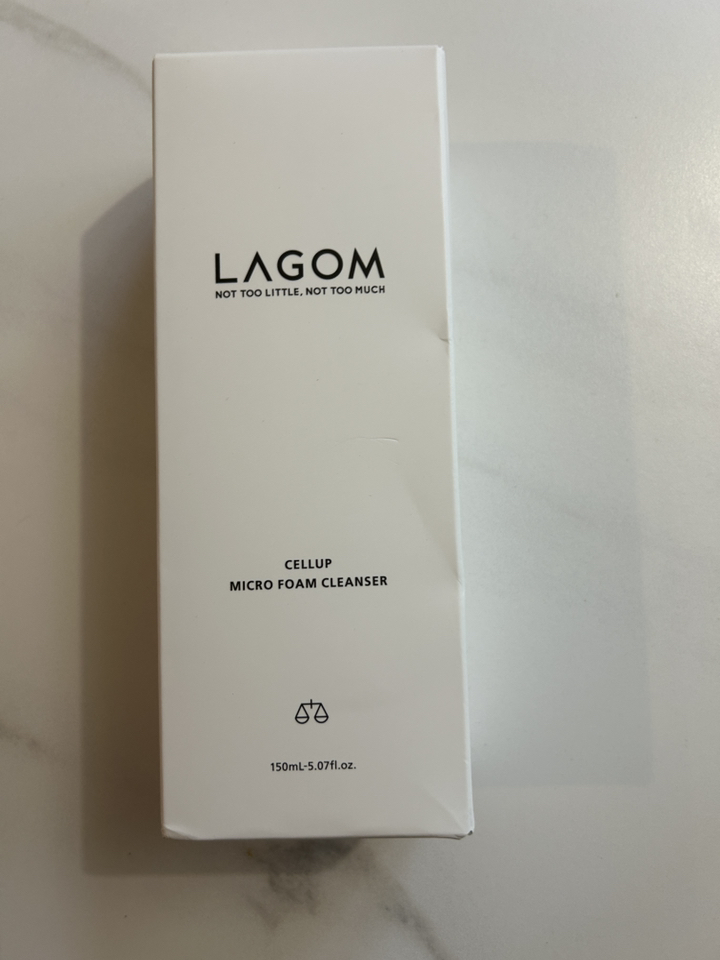 LAGOM
NOT TOO LITTLE, NOT TOO MUCH
CELLUP
MICRO FOAM CLEANSER
150mL-5.07fl.oz.